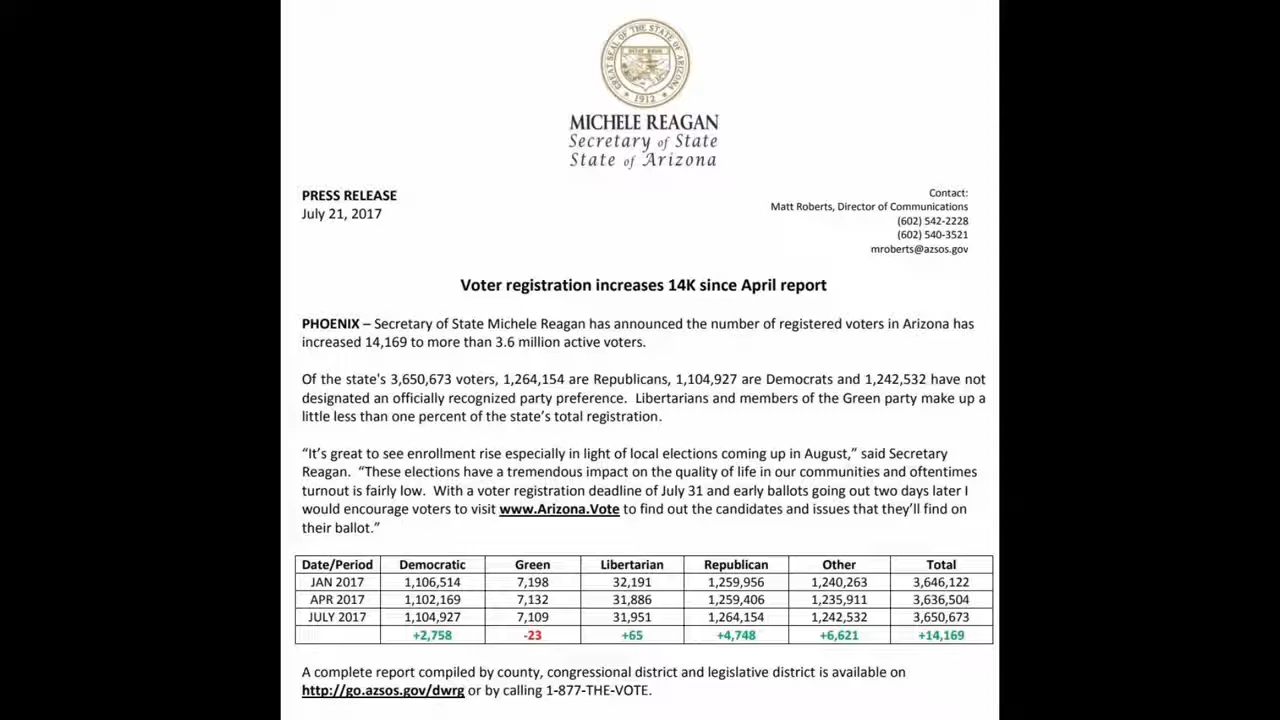 GREAT SEAL OF THE STATE OF ARIZONA
DITAT DEUS
1912
MICHELE REAGAN
Secretary of State
State of Arizona
PRESS RELEASE
July 21, 2017
Contact:
Matt Roberts, Director of Communications
(602) 542-2228
(602) 540-3521
mroberts@azsos.gov
Voter registration increases 14K since April report
PHOENIX – Secretary of State Michele Reagan has announced the number of registered voters in Arizona has
increased 14,169 to more than 3.6 million active voters.
Of the state's 3,650,673 voters, 1,264,154 are Republicans, 1,104,927 are Democrats and 1,242,532 have not
designated an officially recognized party preference. Libertarians and members of the Green party make up a
little less than one percent of the state’s total registration.
“It’s great to see enrollment rise especially in light of local elections coming up in August,” said Secretary
Reagan. “These elections have a tremendous impact on the quality of life in our communities and oftentimes
turnout is fairly low. With a voter registration deadline of July 31 and early ballots going out two days later I
would encourage voters to visit www.Arizona.Vote to find out the candidates and issues that they’ll find on
their ballot.”
Date/Period Democratic Green Libertarian Republican Other Total
JAN 2017 1,106,514 7,198 32,191 1,259,956 1,240,263 3,646,122
APR 2017 1,102,169 7,132 31,886 1,259,406 1,235,911 3,636,504
JULY 2017 1,104,927 7,109 31,951 1,264,154 1,242,532 3,650,673
+2,758 -23 +65 +4,748 +6,621 +14,169
A complete report compiled by county, congressional district and legislative district is available on
http://go.azsos.gov/dwrg or by calling 1-877-THE-VOTE.